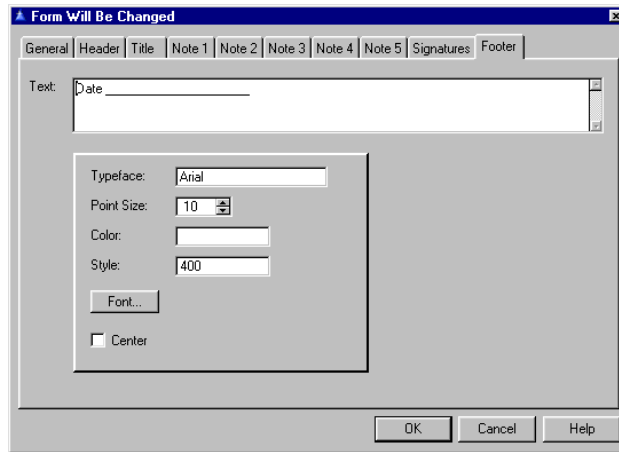 Form Will Be Changed
General Header Title Note 1 Note 2 Note 3 Note 4 Note 5 Signatures Footer
Text: Date ______________________
Typeface: Arial
Point Size: 10
Color:
Style: 400
Font...
Center
OK Cancel Help